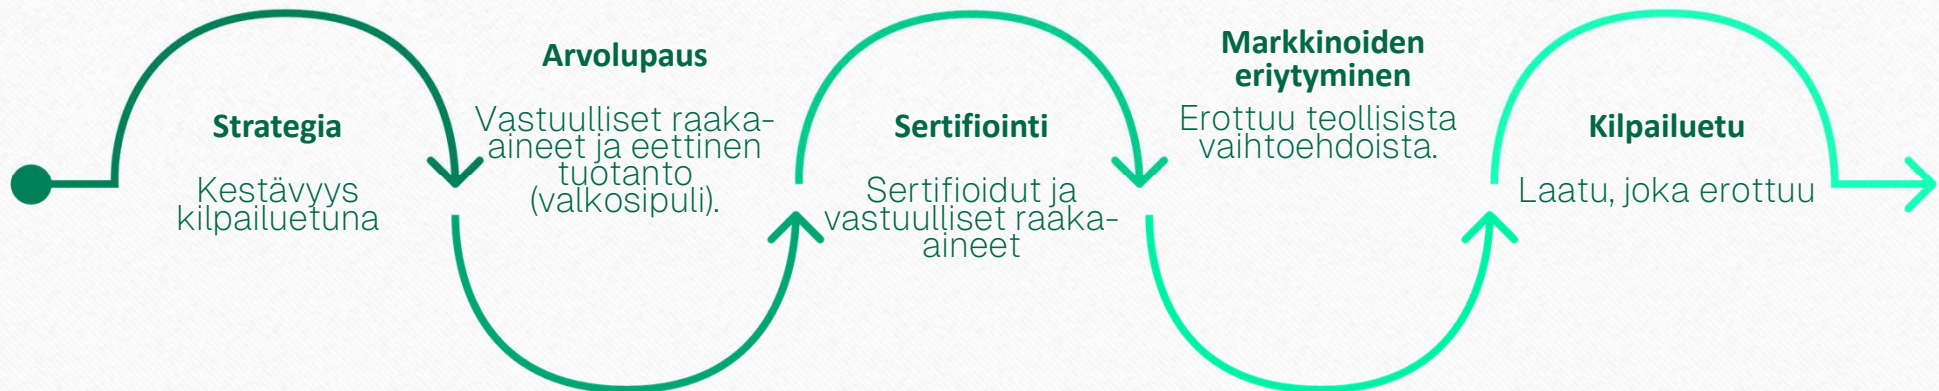 Strategia
Kestävyys
kilpailuetuna
Arvolupaus
Vastuulliset raaka-
aineet ja eettinen
tuotanto
(valkosipuli).
Sertifiointi
Sertifioidut ja
vastuulliset raaka-
aineet
Markkinoiden
eriytyminen
Erottuu teollisista
vaihtoehdoista.
Kilpailuetu
Laatu, joka erottuu